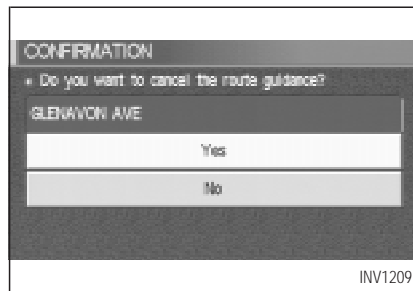 CONFIRMATION
Do you want to cancel the route guidance?
GLENAVON AVE
Yes
No
INV1209